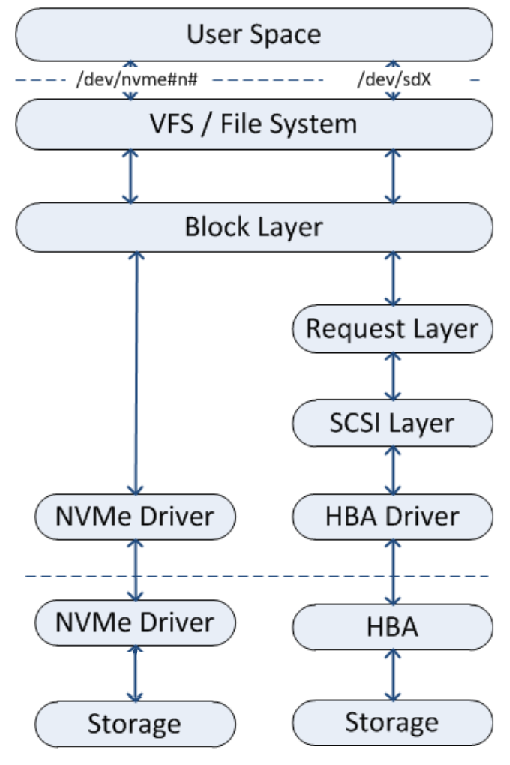 User Space
/dev/nvme#n#
/dev/sdX
VFS / File System
Block Layer
Request Layer
SCSI Layer
NVMe Driver
HBA Driver
NVMe Driver
HBA
Storage
Storage